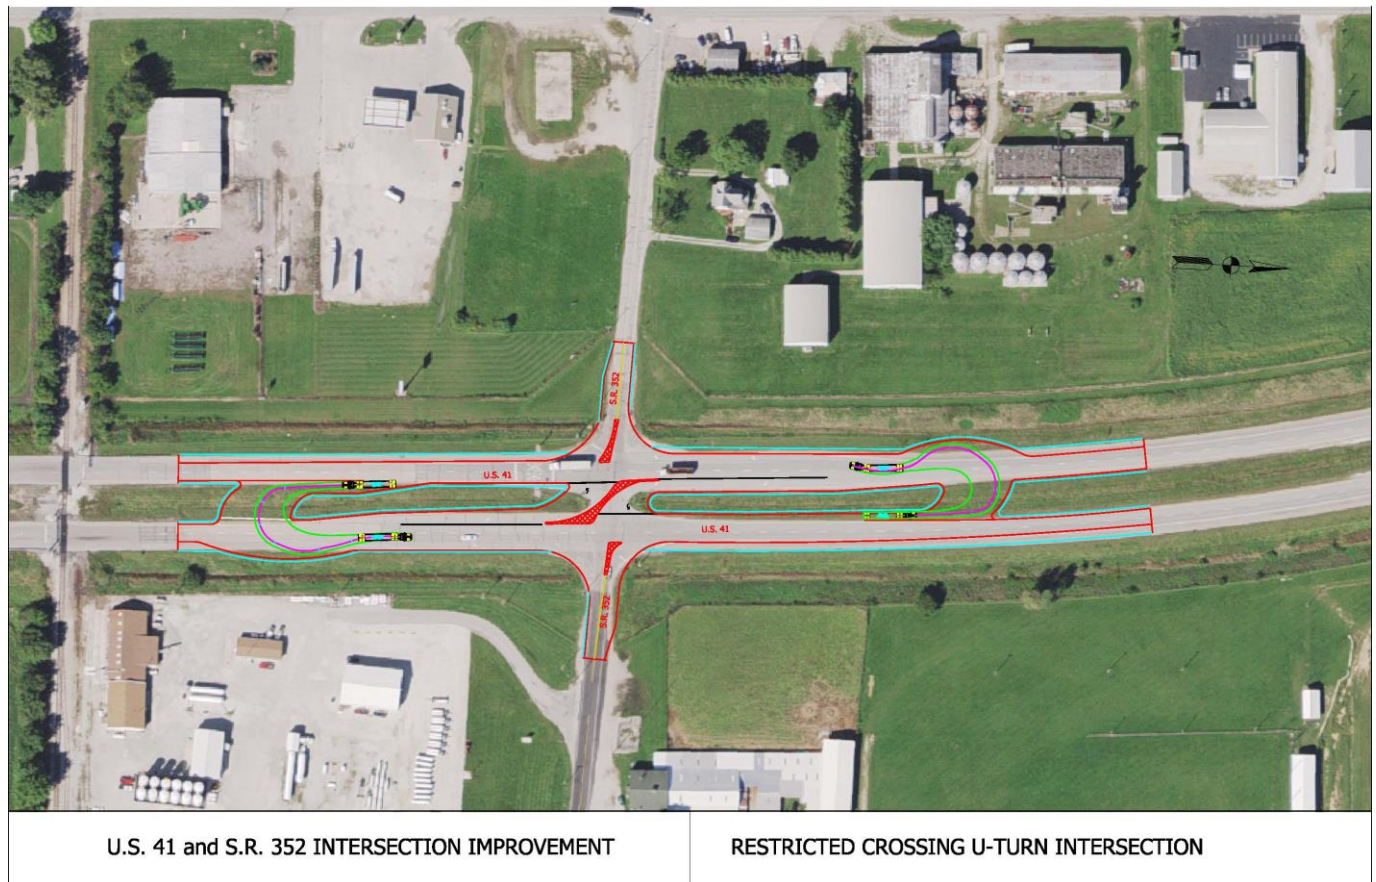 S.R. 352
U.S. 41
U.S. 41
S.R. 352
U.S. 41 and S.R. 352 INTERSECTION IMPROVEMENT
RESTRICTED CROSSING U-TURN INTERSECTION